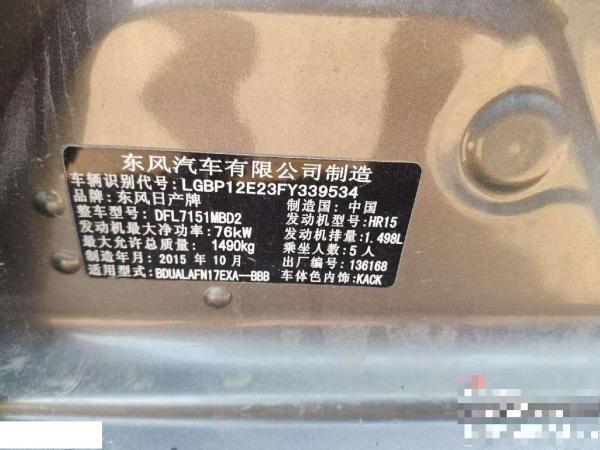 东风汽车有限公司制造
车辆识别代号: LGBP12E23FY339534
品牌: 东风日产牌 制造国: 中国
整车型号: DFL7151MBD2 发动机型号: HR15
发动机最大净功率: 76kW 发动机排量: 1.498L
最大允许总质量: 1490kg 乘坐人数: 5人
制造年月: 2015 年 10 月 出厂编号: 136168
适用型式: BDUALAFN17EXA--BBB 车体色内饰: KACK